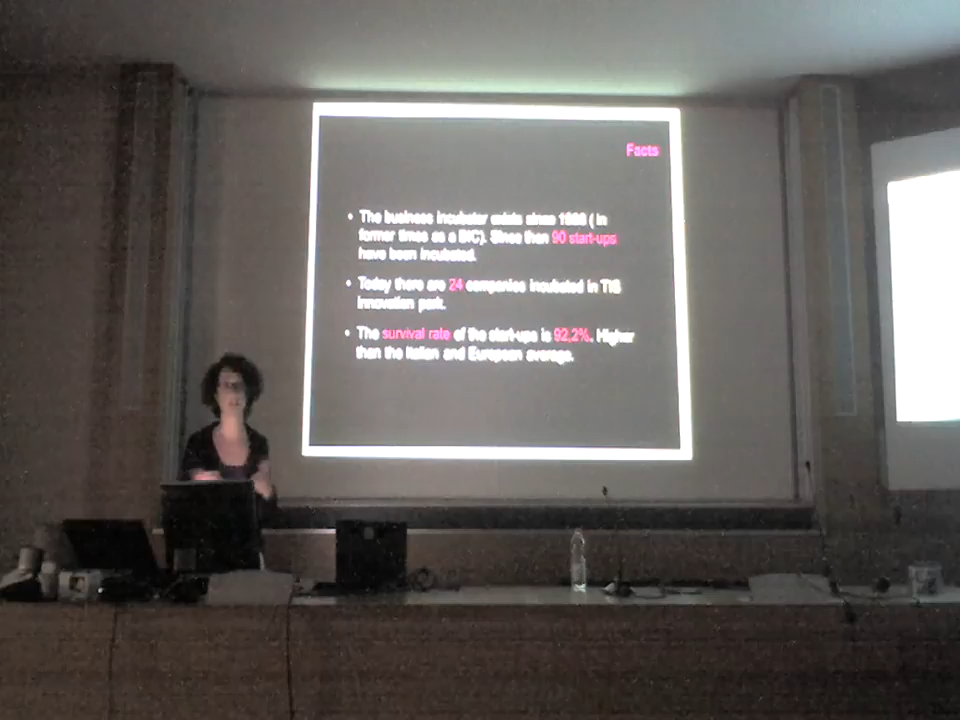 Facts
• The business incubator exists since ( in
former times as a BIC). Since then 90 start-ups
have been incubated.
• Today there are 24 companies incubated in TIS
innovation park.
• The survival rate of the start-ups is 92,2%. Higher
than the Italian and European average.